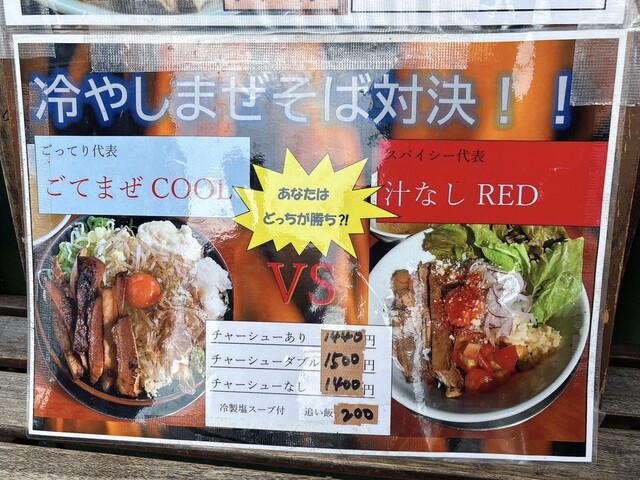 冷やしまぜそば対決！！
ごってり代表
ごてまぜ COOL
スパイシー代表
汁なし RED
あなたは
どっちが勝ち?!
VS
チャーシューあり 1440円
チャーシューダブル 1500円
チャーシューなし 1400円
冷製塩スープ付 追い飯 200